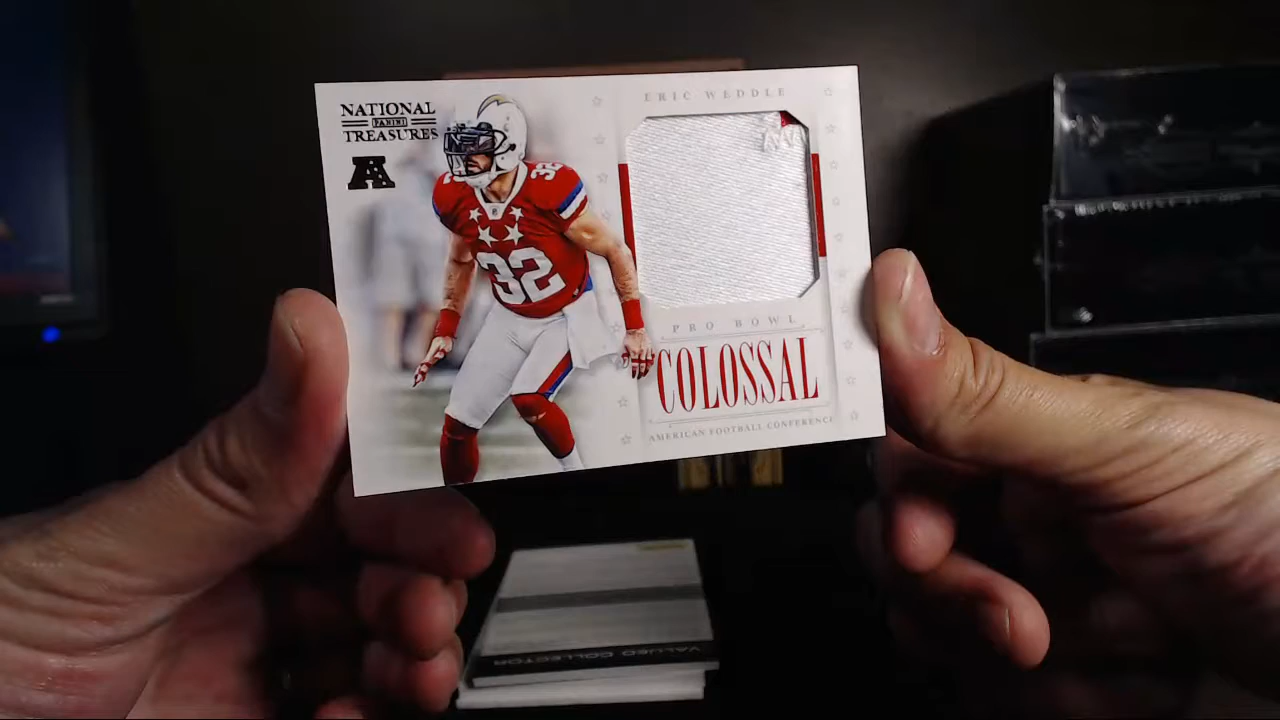 NATIONAL
PANINI
TREASURES
A
ERIC WEDDLE
32
32
PRO BOWL
COLOSSAL
AMERICAN FOOTBALL CONFERENCE
VALUED COLLECTOR